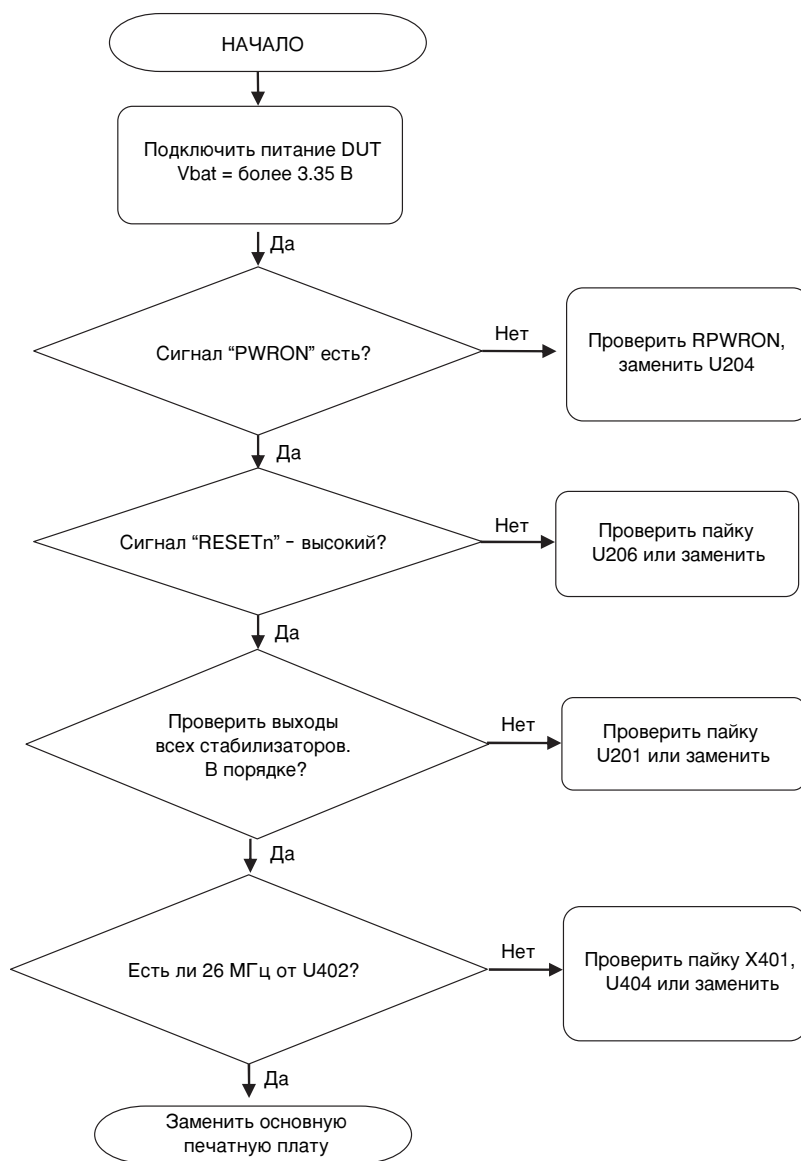 НАЧАЛО
Подключить питание DUT
Vbat = более 3.35 В
Да
Сигнал “PWRON” есть?
Нет
Проверить RPWRON,
заменить U204
Да
Сигнал “RESETn” – высокий?
Нет
Проверить пайку
U206 или заменить
Да
Проверить выходы
всех стабилизаторов.
В порядке?
Нет
Проверить пайку
U201 или заменить
Да
Есть ли 26 МГц от U402?
Нет
Проверить пайку X401,
U404 или заменить
Да
Заменить основную
печатную плату